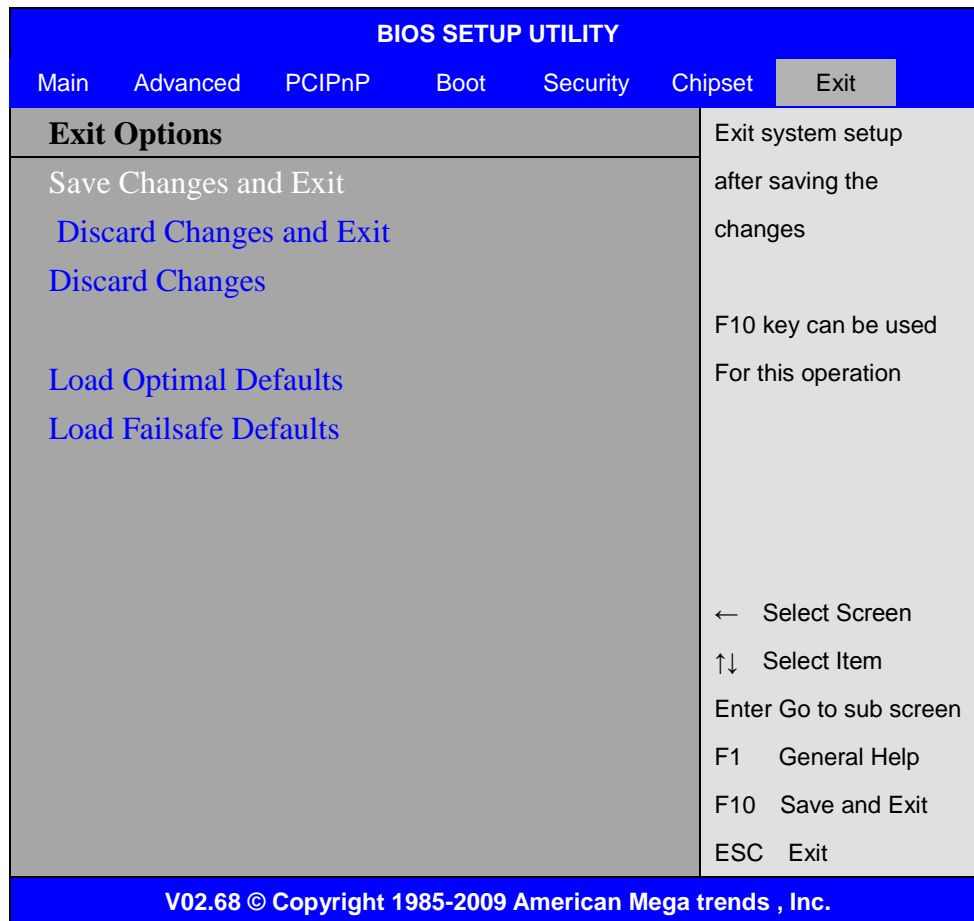 BIOS SETUP UTILITY
Main Advanced PCIPnP Boot Security Chipset Exit
Exit Options
Save Changes and Exit
Discard Changes and Exit
Discard Changes
Load Optimal Defaults
Load Failsafe Defaults
Exit system setup
after saving the
changes
F10 key can be used
For this operation
← Select Screen
↑↓ Select Item
Enter Go to sub screen
F1 General Help
F10 Save and Exit
ESC Exit
V02.68 © Copyright 1985-2009 American Mega trends , Inc.